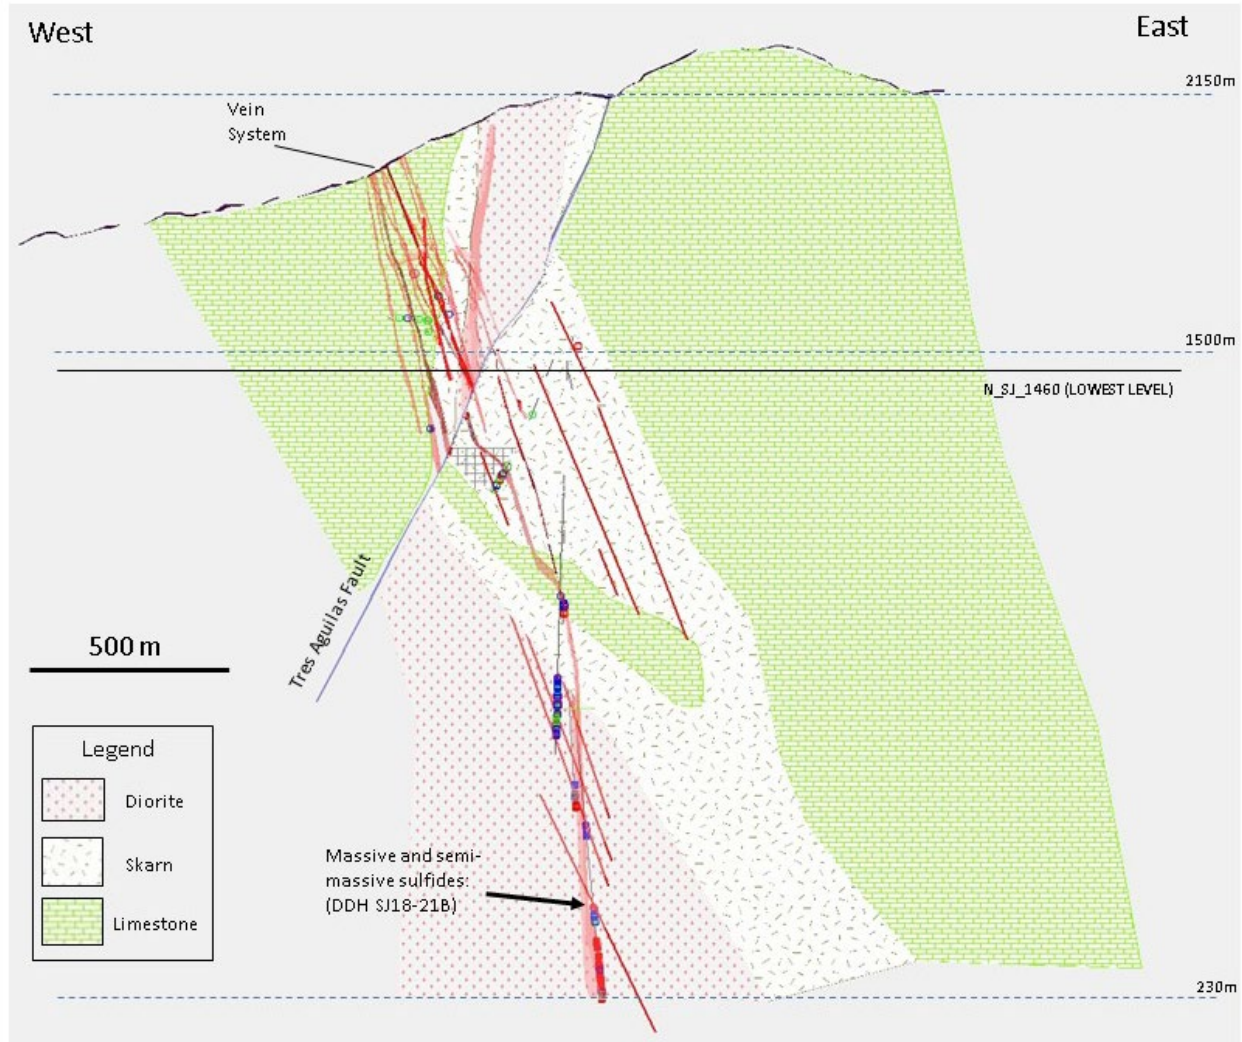 West
East
2150m
Vein
System
1500m
N_SJ_1460 (LOWEST LEVEL)
Tres Aguilas Fault
500 m
Legend
Diorite
Skarn
Limestone
Massive and semi-
massive sulfides:
(DDH SJ18-21B)
230m